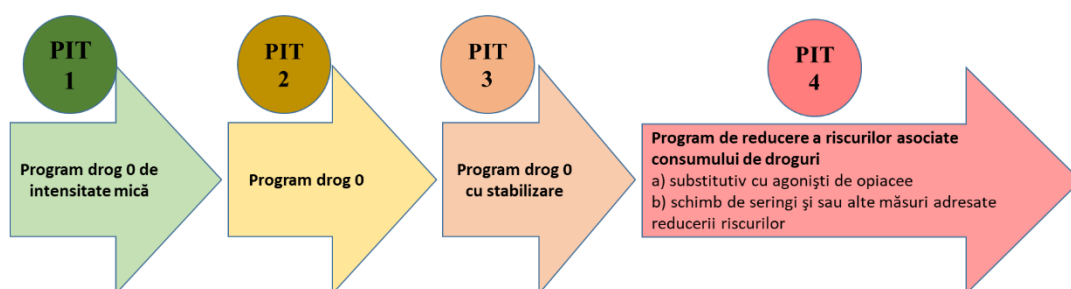 PIT
1
Program drog 0 de
intensitate mică
PIT
2
Program drog 0
PIT
3
Program drog 0
cu stabilizare
PIT
4
Program de reducere a riscurilor asociate
consumului de droguri
a) substitutiv cu agoniști de opiacee
b) schimb de seringi și sau alte măsuri adresate
reducerii riscurilor